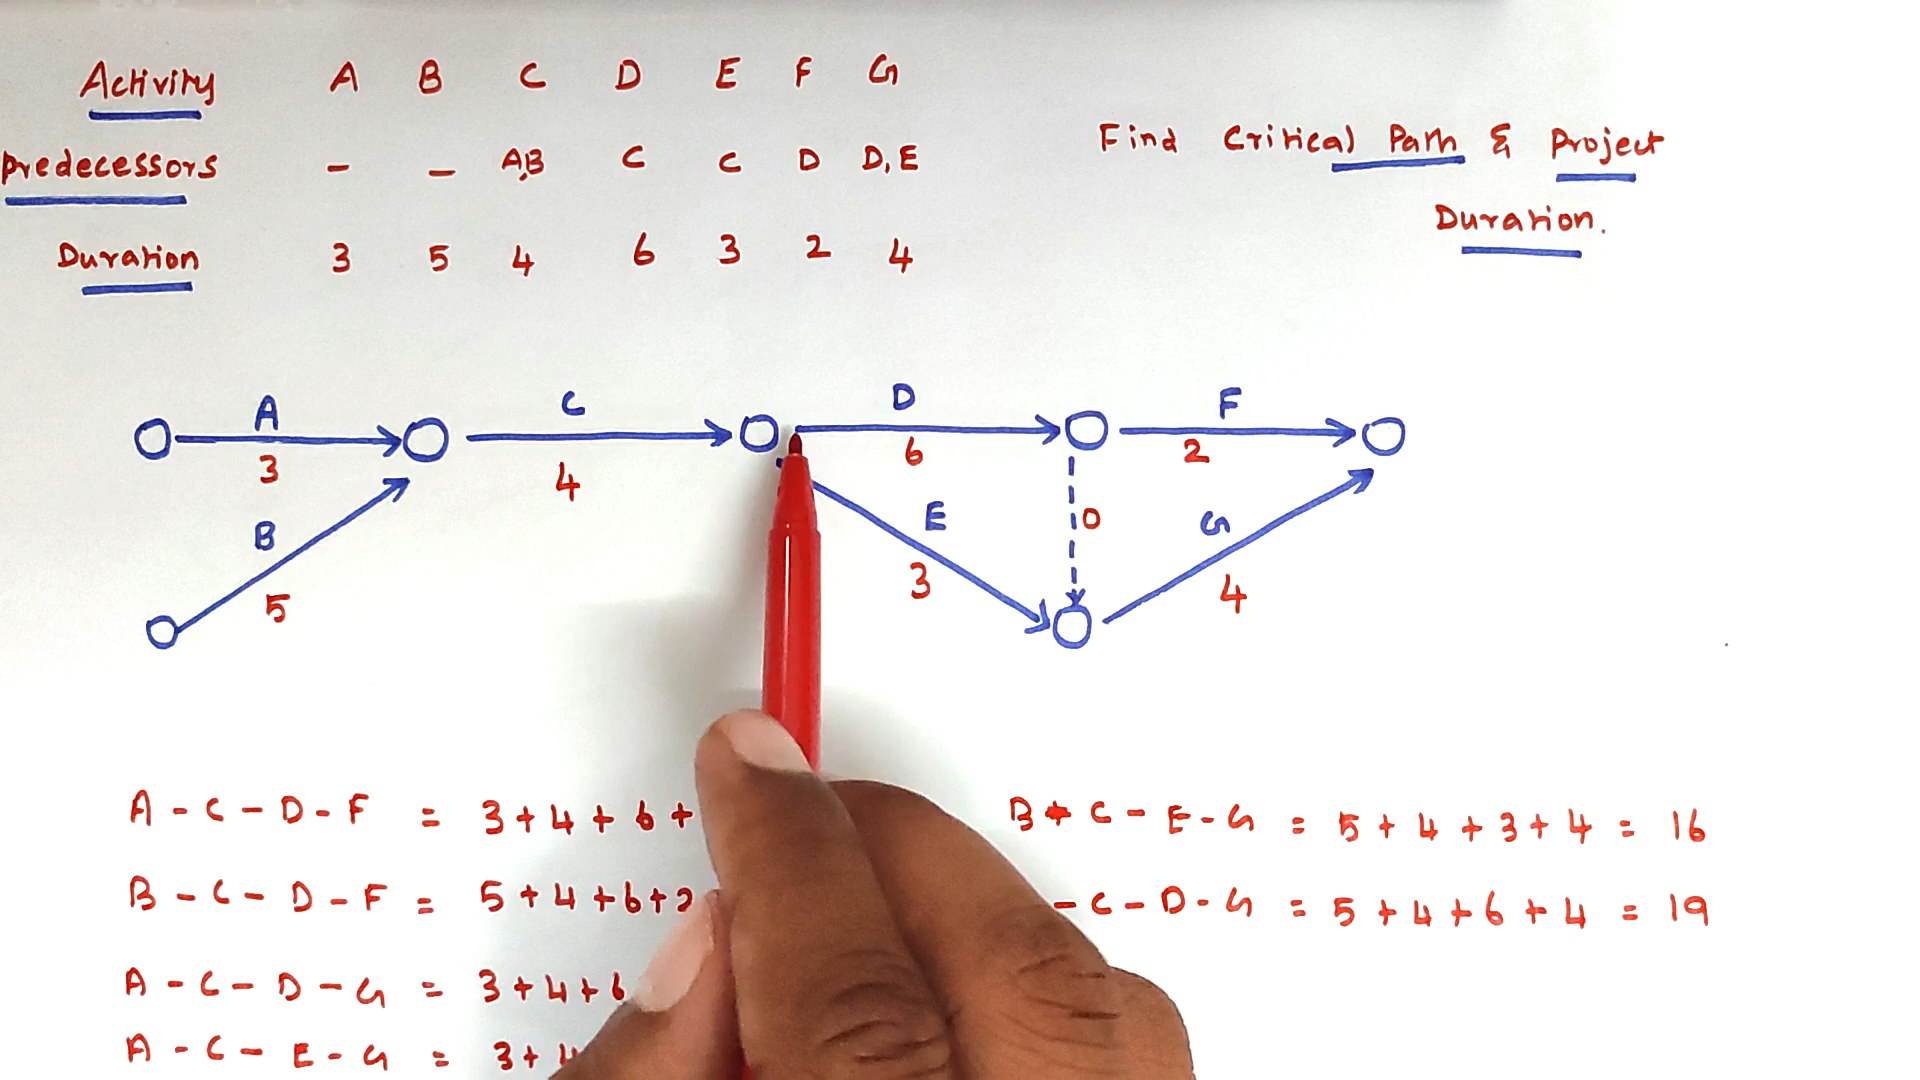 Activity A B C D E F G
Predecessors - - A,B C C D D,E
Duration 3 5 4 6 3 2 4
Find Critical Path & Project
Duration.
A C D F
3 4 6 2
B E 0 G
5 3 4
A - C - D - F = 3 + 4 + 6 +
B - C - D - F = 5 + 4 + 6 + 2
A - C - D - G = 3 + 4 + 6
A - C - E - G = 3 + 4
B - C - E - G = 5 + 4 + 3 + 4 = 16
- C - D - G = 5 + 4 + 6 + 4 = 19